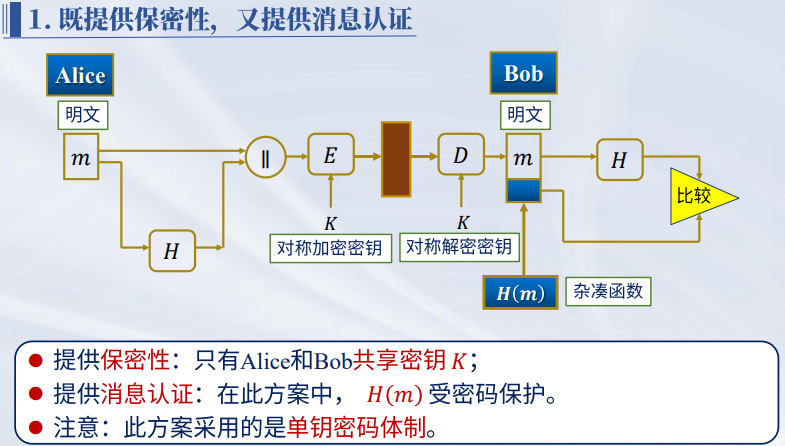 1. 既提供保密性，又提供消息认证
Alice
Bob
明文
明文
m
‖
E
D
m
H
比较
H
K
K
对称加密密钥
对称解密密钥
H(m)
杂凑函数
提供保密性：只有Alice和Bob共享密钥 K；
提供消息认证：在此方案中， H(m) 受密码保护。
注意：此方案采用的是单钥密码体制。